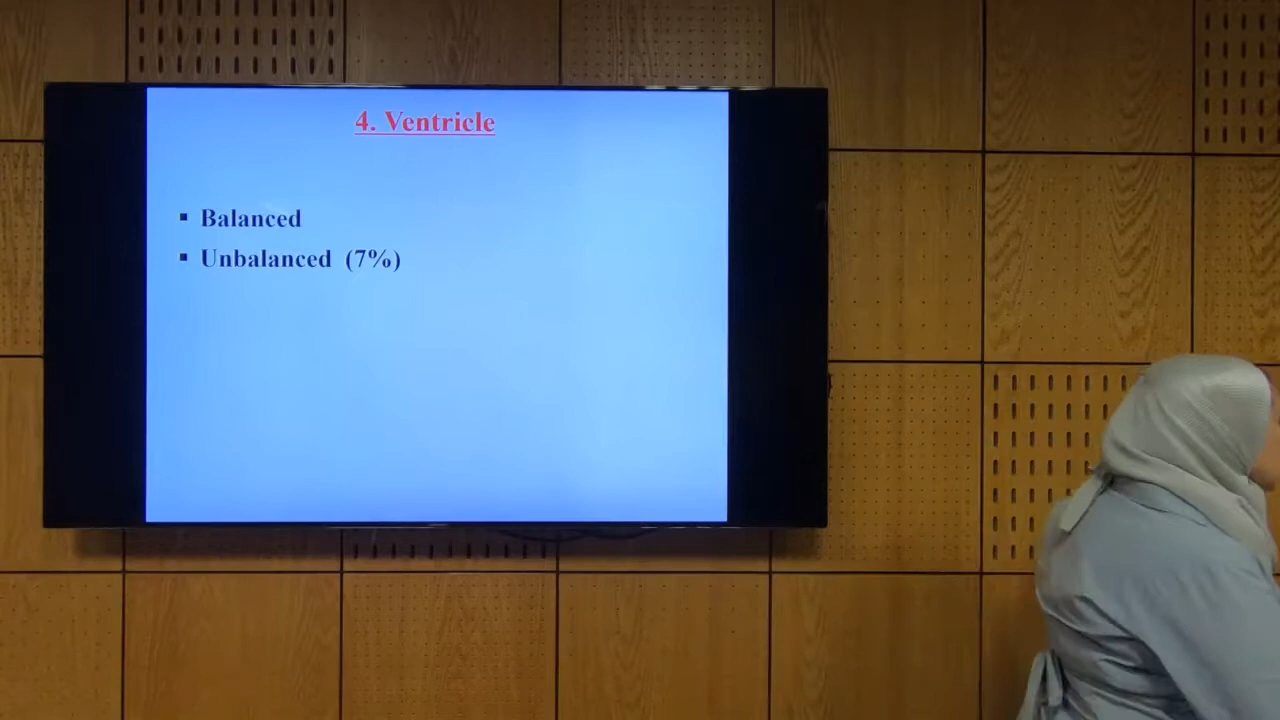 4. Ventricle
▪ Balanced
▪ Unbalanced (7%)